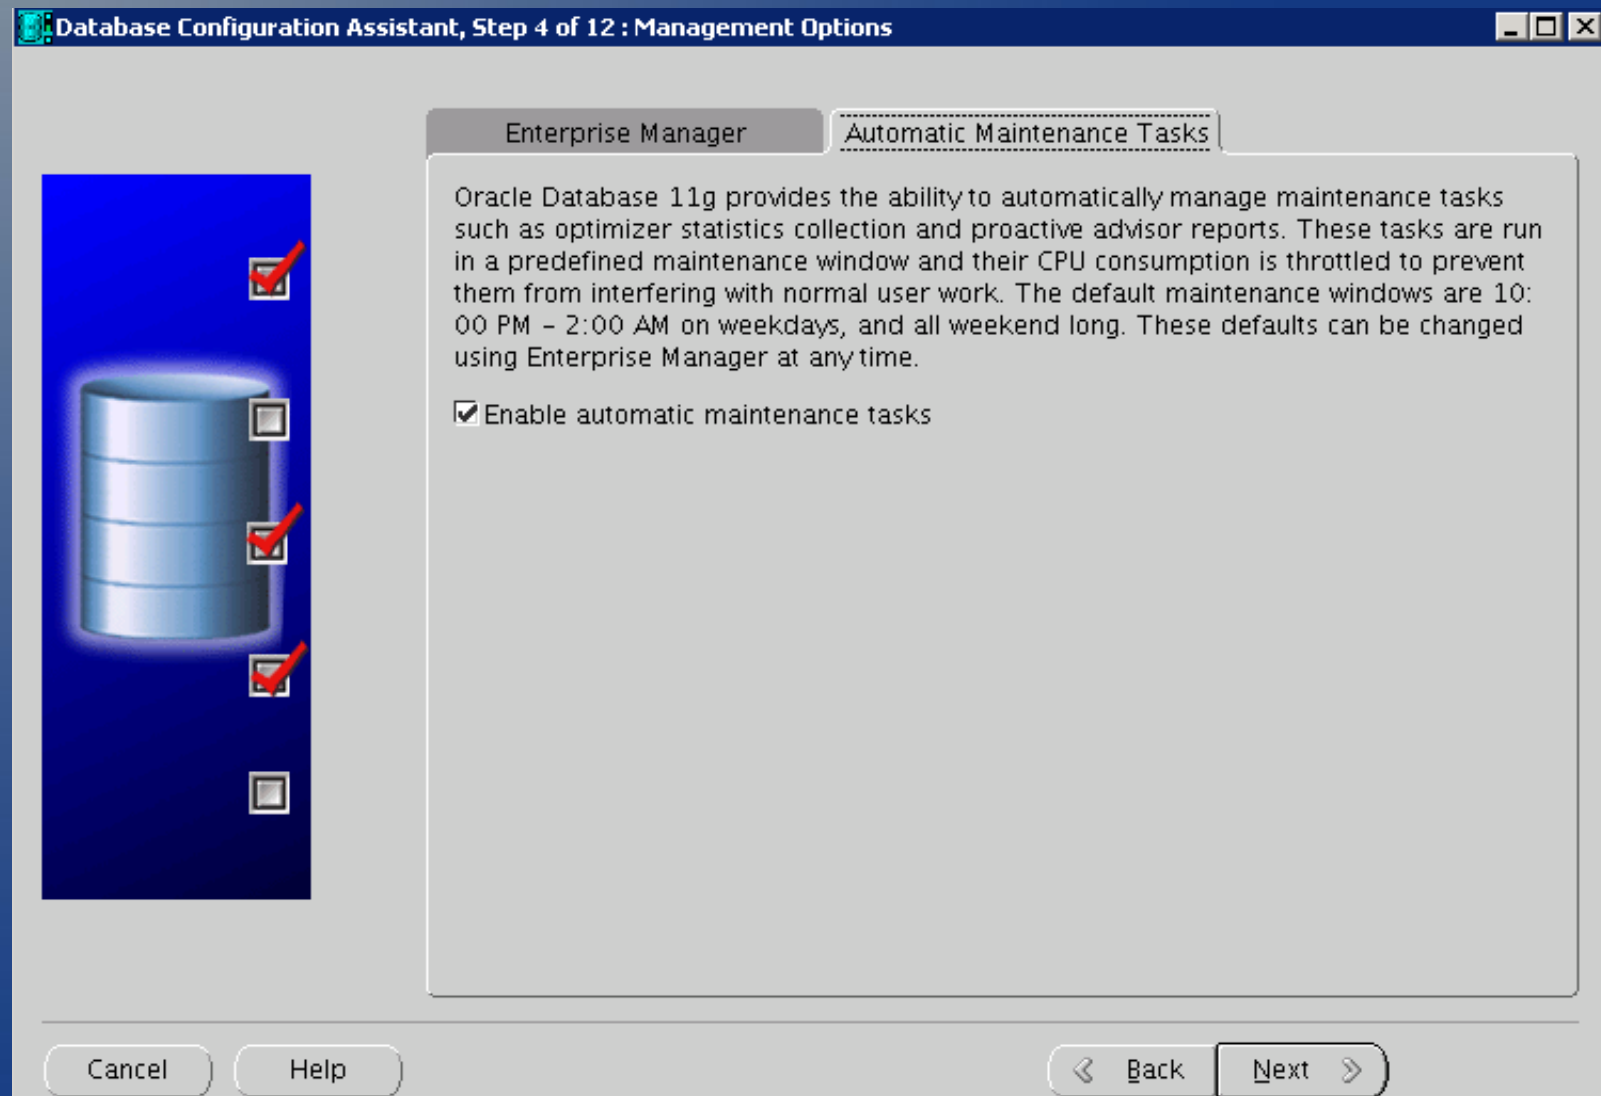 Database Configuration Assistant, Step 4 of 12 : Management Options
Enterprise Manager
Automatic Maintenance Tasks
Oracle Database 11g provides the ability to automatically manage maintenance tasks
such as optimizer statistics collection and proactive advisor reports. These tasks are run
in a predefined maintenance window and their CPU consumption is throttled to prevent
them from interfering with normal user work. The default maintenance windows are 10:
00 PM – 2:00 AM on weekdays, and all weekend long. These defaults can be changed
using Enterprise Manager at any time.
Enable automatic maintenance tasks
Cancel
Help
Back
Next